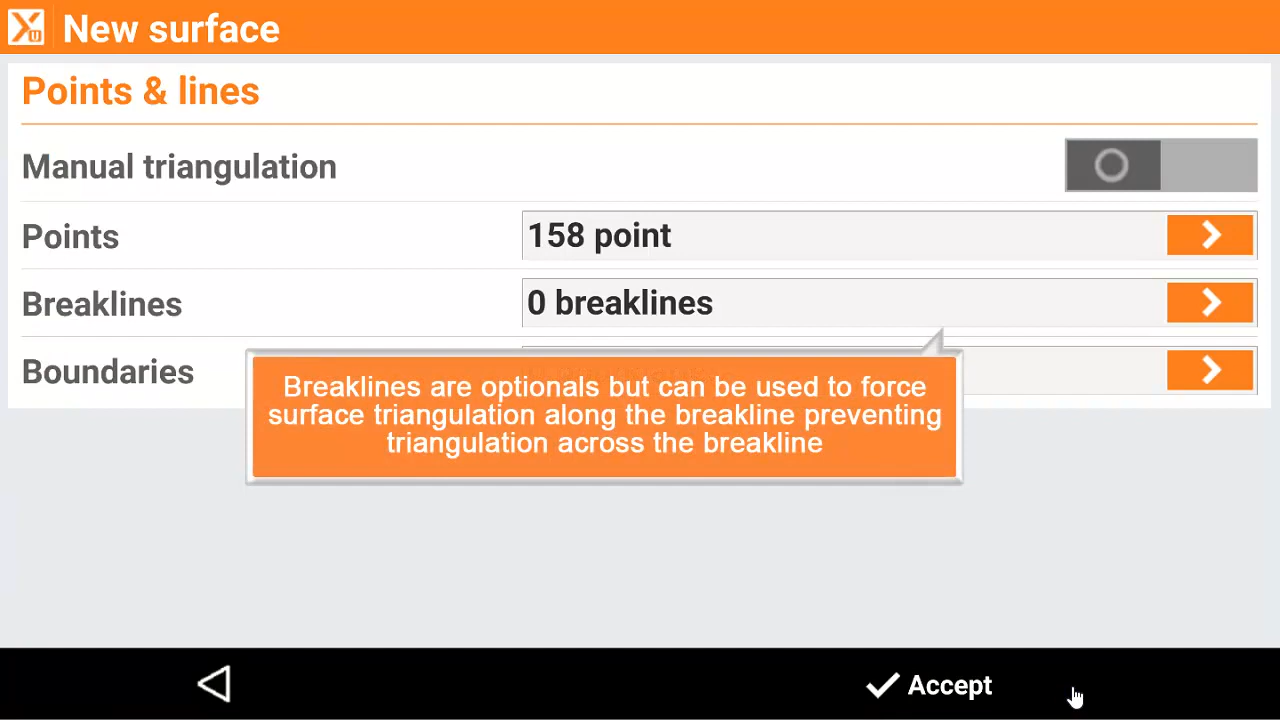 New surface
Points & lines
Manual triangulation
Points
158 point
Breaklines
0 breaklines
Boundaries
Breaklines are optionals but can be used to force
surface triangulation along the breakline preventing
triangulation across the breakline
Accept